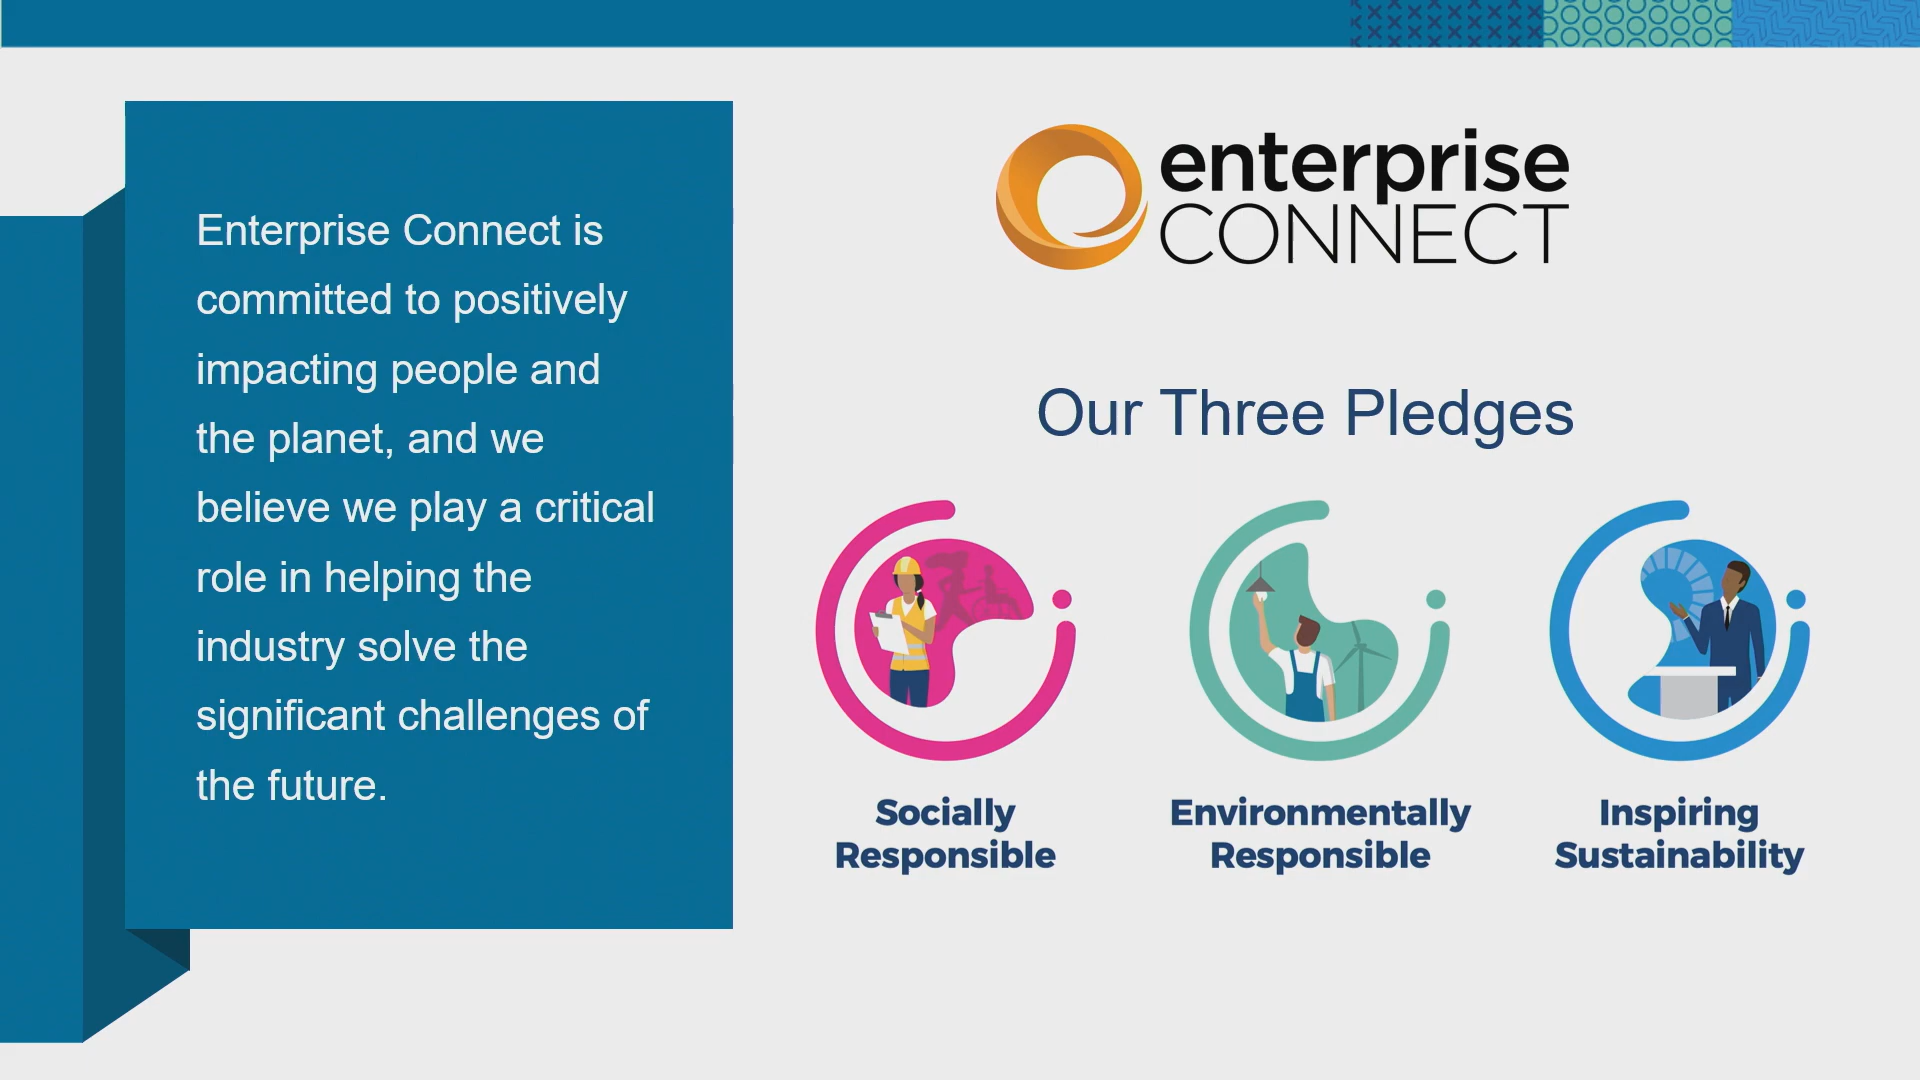 Enterprise Connect is
committed to positively
impacting people and
the planet, and we
believe we play a critical
role in helping the
industry solve the
significant challenges of
the future.
enterprise
CONNECT
Our Three Pledges
Socially
Responsible
Environmentally
Responsible
Inspiring
Sustainability